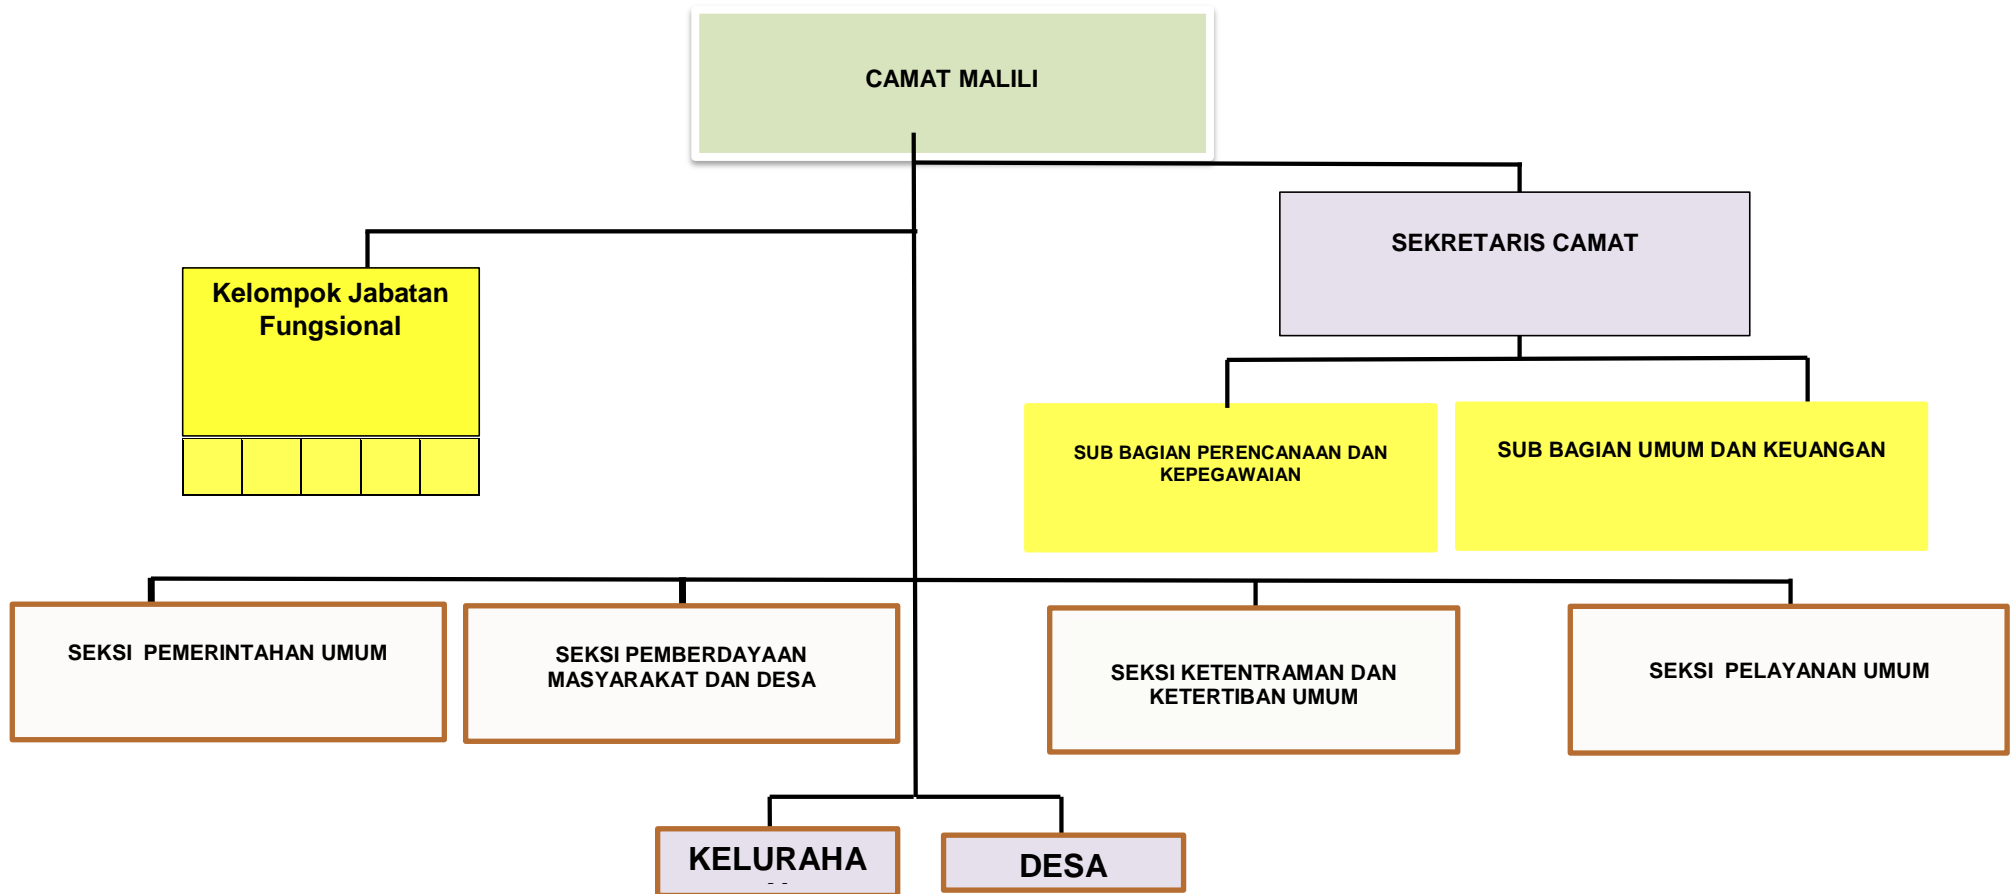 CAMAT MALILI
SEKRETARIS CAMAT
Kelompok Jabatan
Fungsional
SUB BAGIAN PERENCANAAN DAN
KEPEGAWAIAN
SUB BAGIAN UMUM DAN KEUANGAN
SEKSI PEMERINTAHAN UMUM
SEKSI PEMBERDAYAAN
MASYARAKAT DAN DESA
SEKSI KETENTRAMAN DAN
KETERTIBAN UMUM
SEKSI PELAYANAN UMUM
KELURAHA
DESA